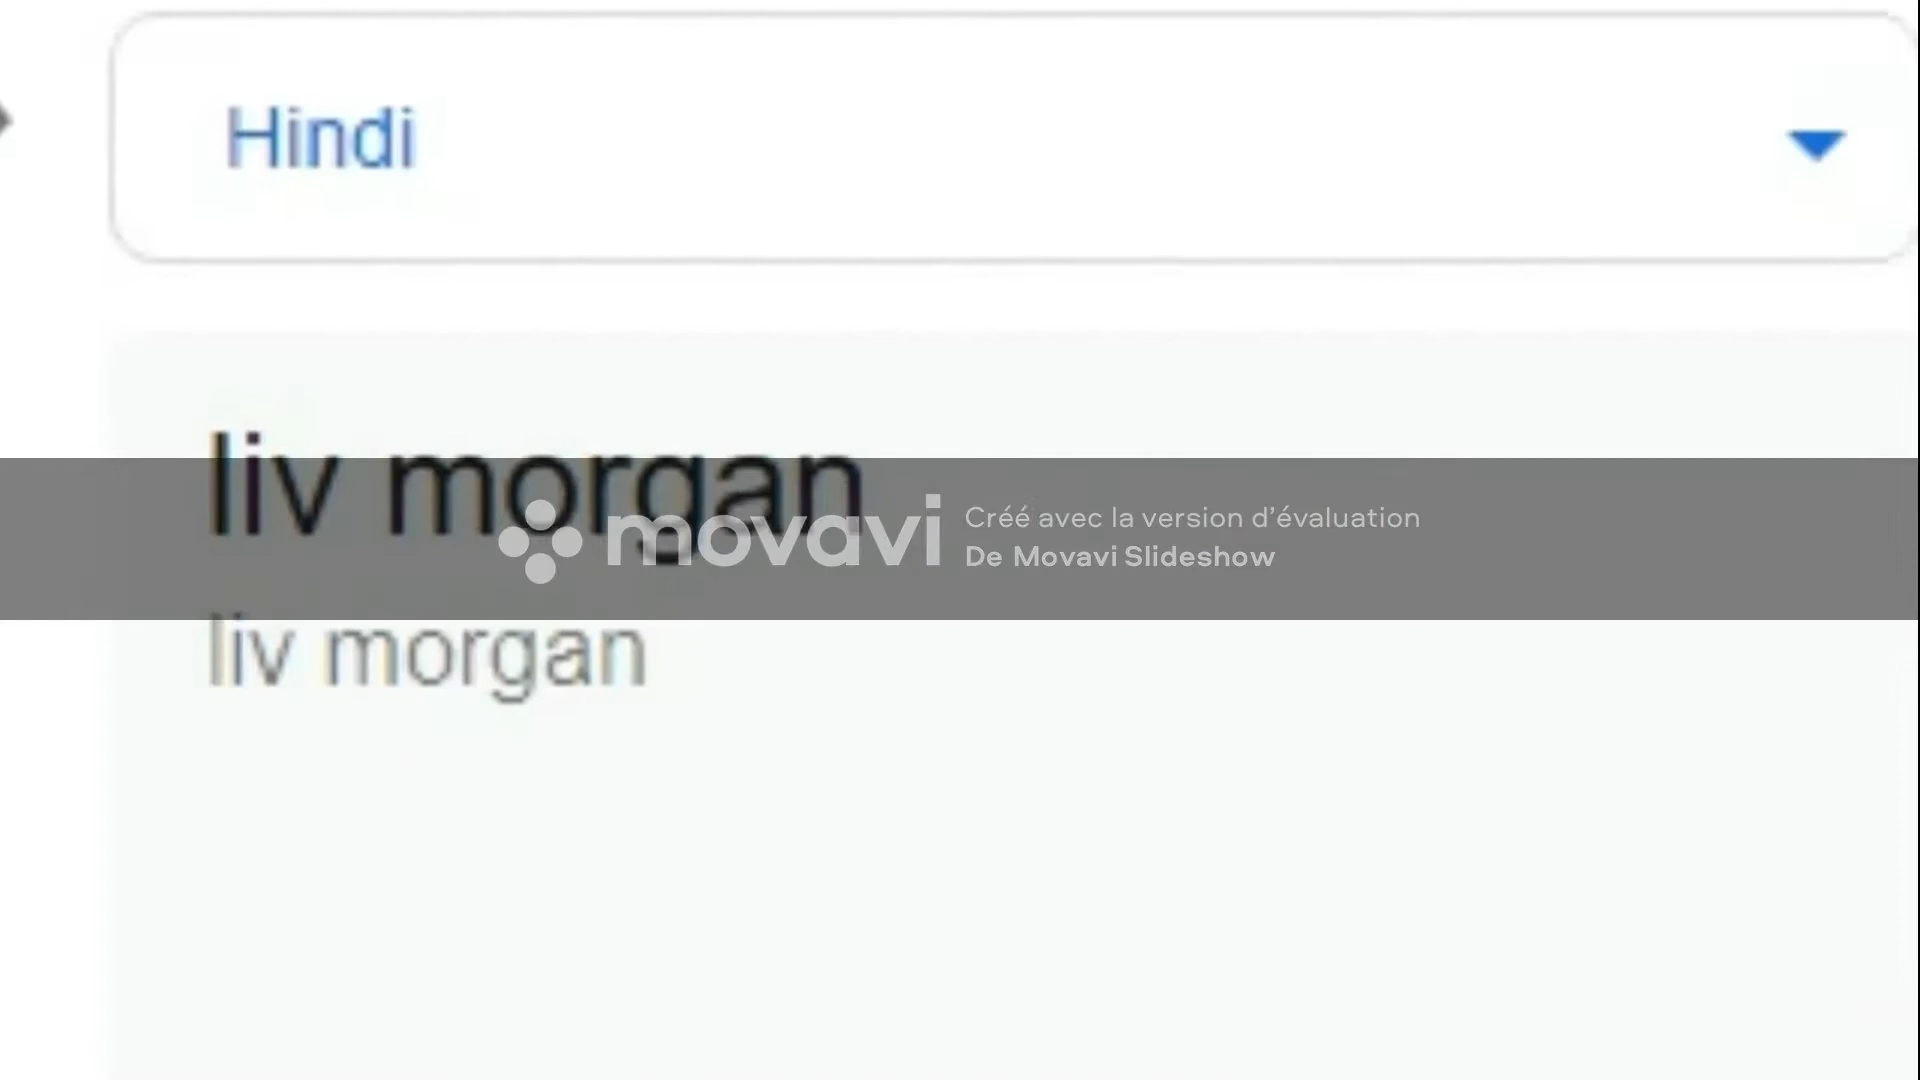 Hindi
liv morgan
movavi
Créé avec la version d’évaluation
De Movavi Slideshow
liv morgan